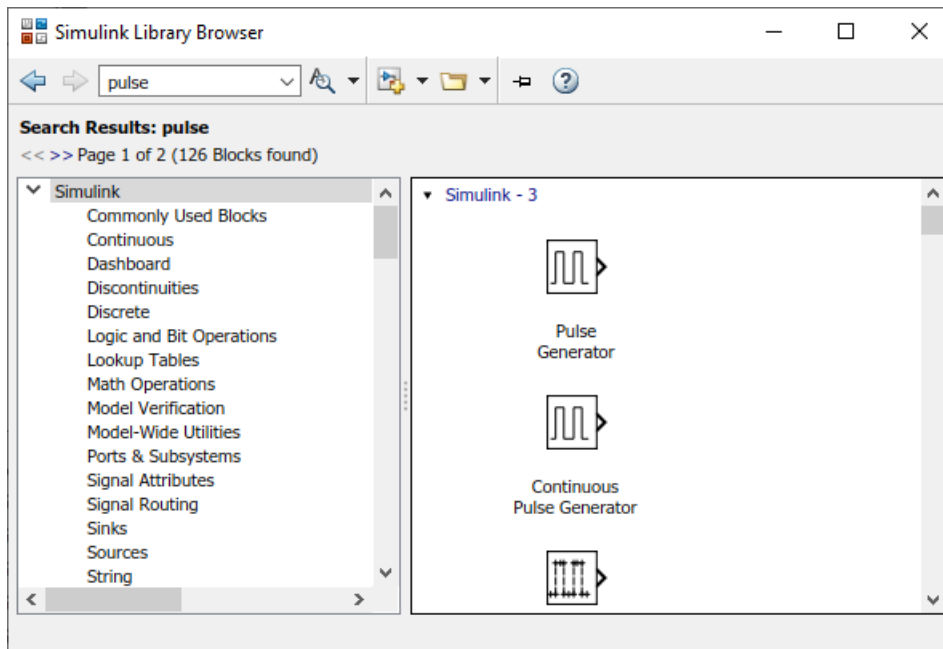 Simulink Library Browser
pulse
Search Results: pulse
<< >> Page 1 of 2 (126 Blocks found)
Simulink
Commonly Used Blocks
Continuous
Dashboard
Discontinuities
Discrete
Logic and Bit Operations
Lookup Tables
Math Operations
Model Verification
Model-Wide Utilities
Ports & Subsystems
Signal Attributes
Signal Routing
Sinks
Sources
String
Simulink - 3
Pulse
Generator
Continuous
Pulse Generator